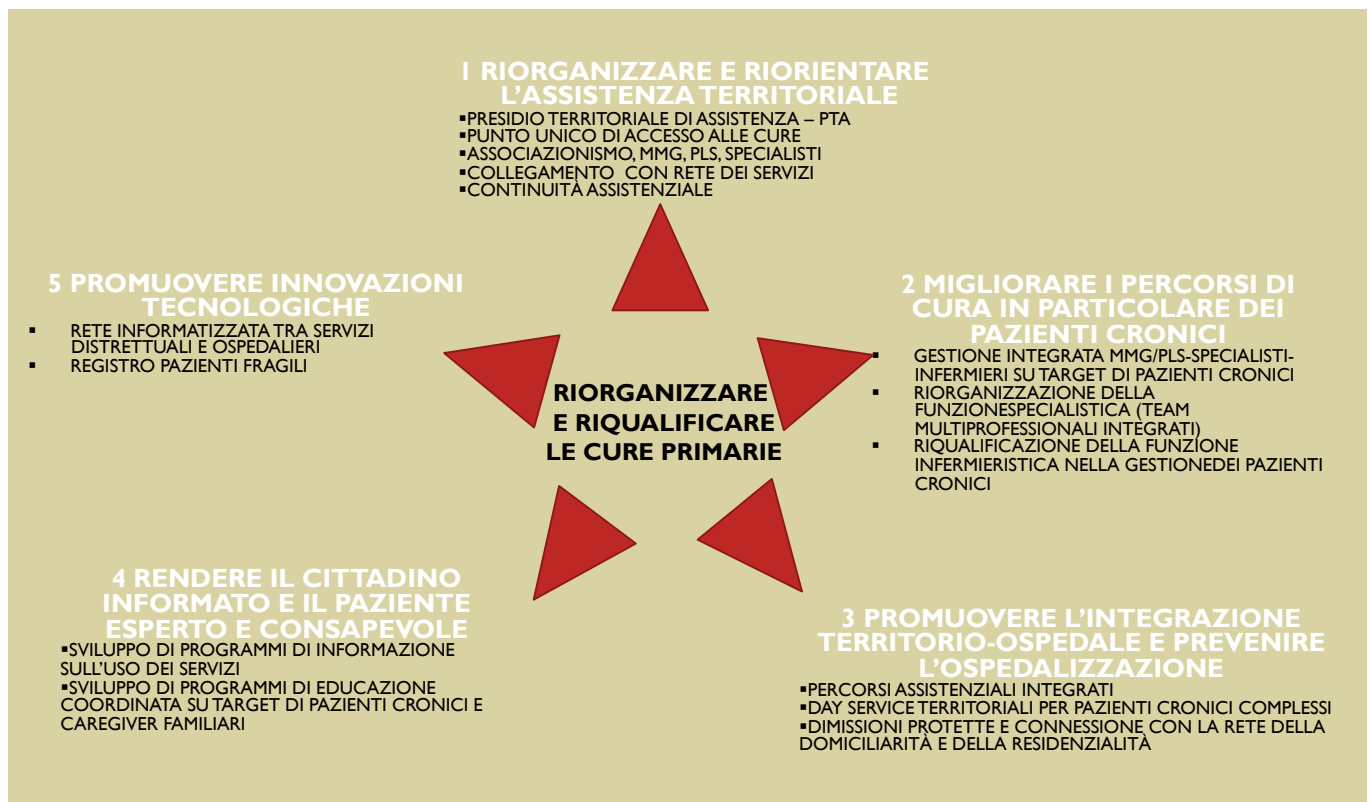 1 RIORGANIZZARE E RIORIENTARE
L’ASSISTENZA TERRITORIALE
▪PRESIDIO TERRITORIALE DI ASSISTENZA – PTA
▪PUNTO UNICO DI ACCESSO ALLE CURE
▪ASSOCIAZIONISMO, MMG, PLS, SPECIALISTI
▪COLLEGAMENTO CON RETE DEI SERVIZI
▪CONTINUITÀ ASSISTENZIALE
5 PROMUOVERE INNOVAZIONI
TECNOLOGICHE
▪ RETE INFORMATIZZATA TRA SERVIZI
DISTRETTUALI E OSPEDALIERI
▪ REGISTRO PAZIENTI FRAGILI
2 MIGLIORARE I PERCORSI DI
CURA IN PARTICOLARE DEI
PAZIENTI CRONICI
▪ GESTIONE INTEGRATA MMG/PLS-SPECIALISTI-
INFERMIERI SU TARGET DI PAZIENTI CRONICI
▪ RIORGANIZZAZIONE DELLA
FUNZIONESPECIALISTICA (TEAM
MULTIPROFESSIONALI INTEGRATI)
▪ RIQUALIFICAZIONE DELLA FUNZIONE
INFERMIERISTICA NELLA GESTIONEDEI PAZIENTI
CRONICI
RIORGANIZZARE
E RIQUALIFICARE
LE CURE PRIMARIE
4 RENDERE IL CITTADINO
INFORMATO E IL PAZIENTE
ESPERTO E CONSAPEVOLE
▪SVILUPPO DI PROGRAMMI DI INFORMAZIONE
SULL’USO DEI SERVIZI
▪SVILUPPO DI PROGRAMMI DI EDUCAZIONE
COORDINATA SU TARGET DI PAZIENTI CRONICI E
CAREGIVER FAMILIARI
3 PROMUOVERE L’INTEGRAZIONE
TERRITORIO-OSPEDALE E PREVENIRE
L’OSPEDALIZZAZIONE
▪PERCORSI ASSISTENZIALI INTEGRATI
▪DAY SERVICE TERRITORIALI PER PAZIENTI CRONICI COMPLESSI
▪DIMISSIONI PROTETTE E CONNESSIONE CON LA RETE DELLA
DOMICILIARITÀ E DELLA RESIDENZIALITÀ